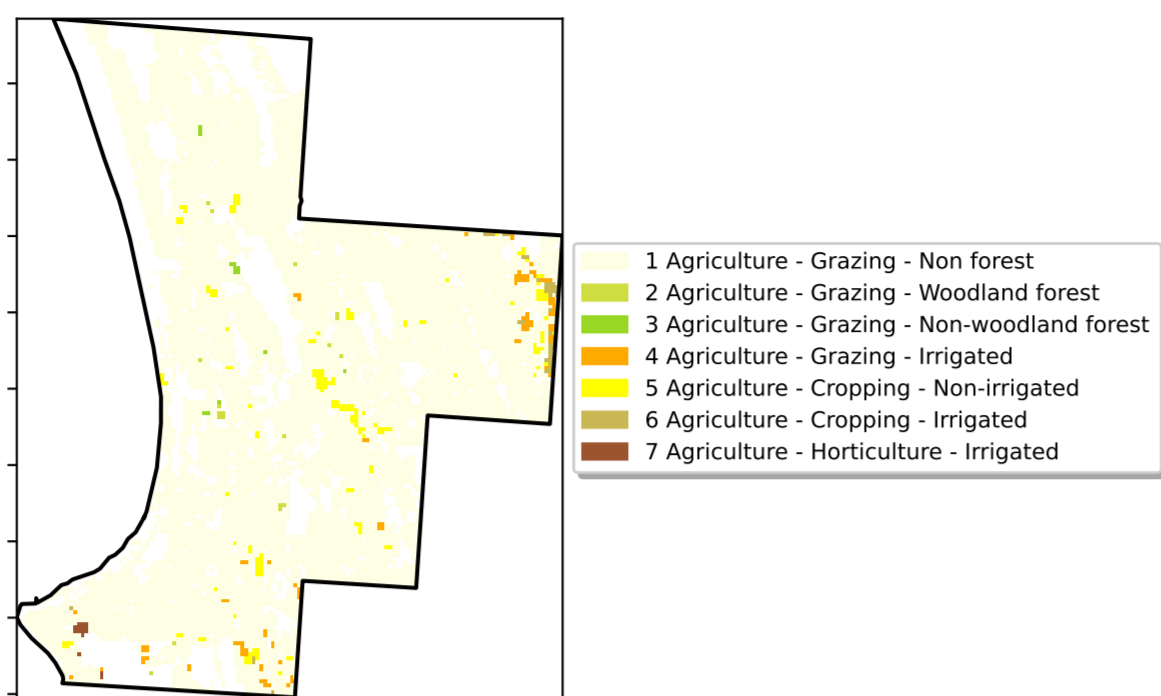 1 Agriculture - Grazing - Non forest
2 Agriculture - Grazing - Woodland forest
3 Agriculture - Grazing - Non-woodland forest
4 Agriculture - Grazing - Irrigated
5 Agriculture - Cropping - Non-irrigated
6 Agriculture - Cropping - Irrigated
7 Agriculture - Horticulture - Irrigated